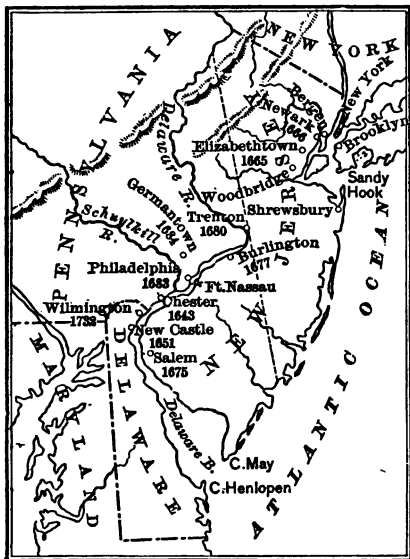 NEW YORK
PENNSYLVANIA
Delaware R.
Bergen
New York
Newark
1666
Brooklyn
Elizabethtown
1665
Woodbridge
Sandy
Hook
Germantown
1684
Schuylkill
R.
Trenton
1680
Shrewsbury
Burlington
1677
NEW JERSEY
Philadelphia
1683
Ft. Nassau
Chester
1643
Wilmington
1732
New Castle
1651
Salem
1675
MARYLAND
DELAWARE
Delaware B.
C. May
C. Henlopen
ATLANTIC OCEAN